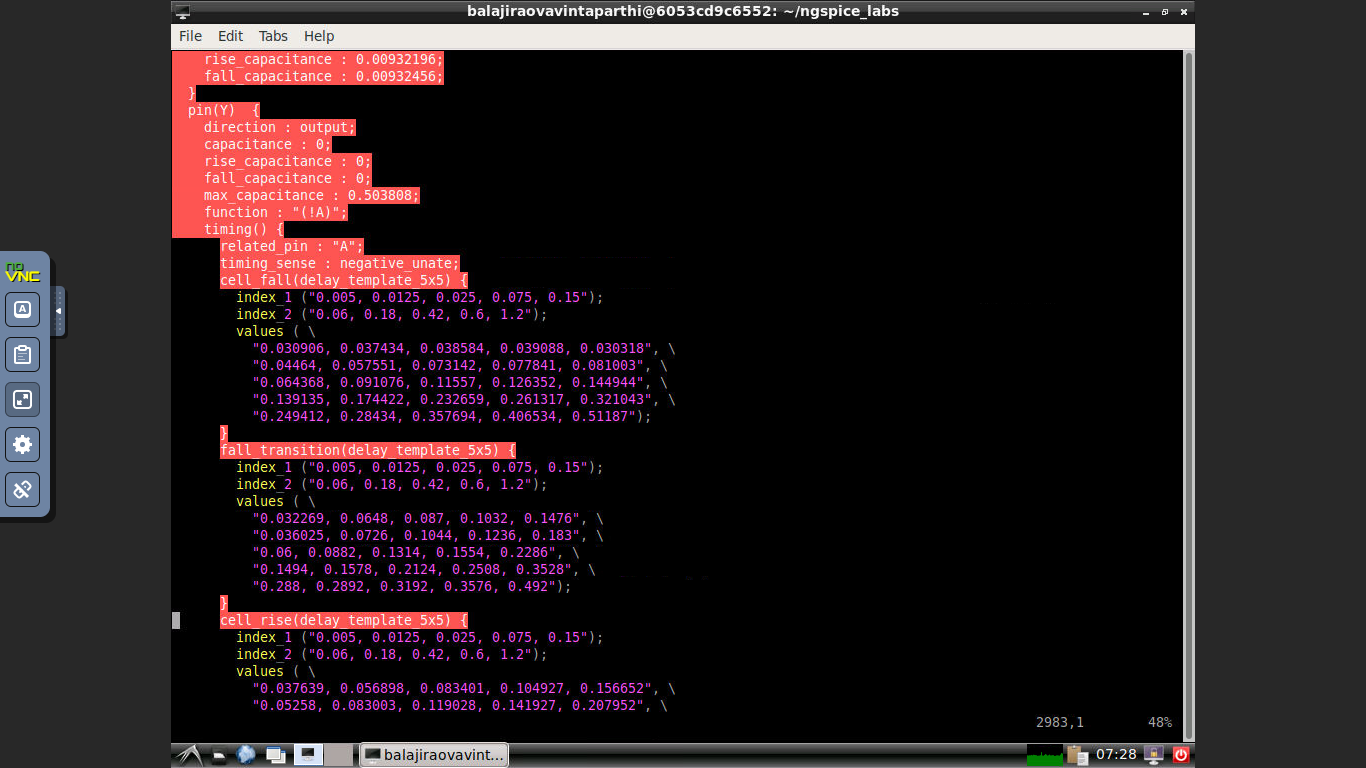 balajiraovavintaparthi@6053cd9c6552: ~/ngspice_labs
File Edit Tabs Help
rise_capacitance : 0.00932196;
fall_capacitance : 0.00932456;
}
pin(Y)  {
direction : output;
capacitance : 0;
rise_capacitance : 0;
fall_capacitance : 0;
max_capacitance : 0.503808;
function : "(!A)";
timing() {
related_pin : "A";
timing_sense : negative_unate;
cell_fall(delay_template_5x5) {
index_1 ("0.005, 0.0125, 0.025, 0.075, 0.15");
index_2 ("0.06, 0.18, 0.42, 0.6, 1.2");
values ( \
"0.030906, 0.037434, 0.038584, 0.039088, 0.030318", \
"0.04464, 0.057551, 0.073142, 0.077841, 0.081003", \
"0.064368, 0.091076, 0.11557, 0.126352, 0.144944", \
"0.139135, 0.174422, 0.232659, 0.261317, 0.321043", \
"0.249412, 0.28434, 0.357694, 0.406534, 0.51187");
}
fall_transition(delay_template_5x5) {
index_1 ("0.005, 0.0125, 0.025, 0.075, 0.15");
index_2 ("0.06, 0.18, 0.42, 0.6, 1.2");
values ( \
"0.032269, 0.0648, 0.087, 0.1032, 0.1476", \
"0.036025, 0.0726, 0.1044, 0.1236, 0.183", \
"0.06, 0.0882, 0.1314, 0.1554, 0.2286", \
"0.1494, 0.1578, 0.2124, 0.2508, 0.3528", \
"0.288, 0.2892, 0.3192, 0.3576, 0.492");
}
cell_rise(delay_template_5x5) {
index_1 ("0.005, 0.0125, 0.025, 0.075, 0.15");
index_2 ("0.06, 0.18, 0.42, 0.6, 1.2");
values ( \
"0.037639, 0.056898, 0.083401, 0.104927, 0.156652", \
"0.05258, 0.083003, 0.119028, 0.141927, 0.207952", \
2983,1 48%
no
VNC
A
balajiraovavint...
07:28